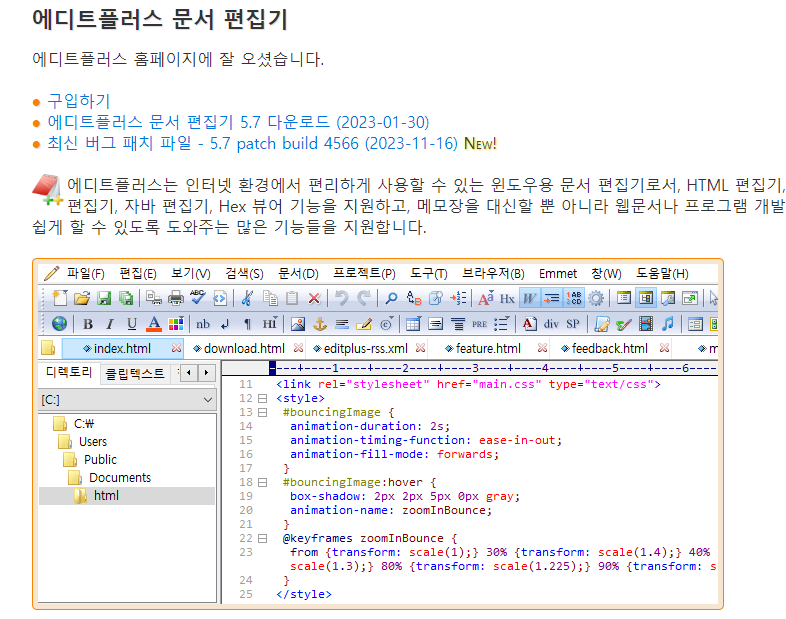 에디트플러스 문서 편집기
에디트플러스 홈페이지에 잘 오셨습니다.
구입하기
에디트플러스 문서 편집기 5.7 다운로드 (2023-01-30)
최신 버그 패치 파일 - 5.7 patch build 4566 (2023-11-16) NEW!
에디트플러스는 인터넷 환경에서 편리하게 사용할 수 있는 윈도우용 문서 편집기로서, HTML 편집기,
편집기, 자바 편집기, Hex 뷰어 기능을 지원하고, 메모장을 대신할 뿐 아니라 웹문서나 프로그램 개발
쉽게 할 수 있도록 도와주는 많은 기능들을 지원합니다.
파일(F) 편집(E) 보기(V) 검색(S) 문서(D) 프로젝트(P) 도구(T) 브라우저(B) Emmet 창(W) 도움말(H)
ABC Hx W
B I U A nb ¶ HI PRE A div SP
index.html download.html editplus-rss.xml feature.html feedback.html m
디렉토리 클립텍스트
----+----1----+----2----+----3----+----4----+----5----+----6----
[C:]
C:₩
Users
Public
Documents
html
11 <link rel="stylesheet" href="main.css" type="text/css">
12 <style>
13 #bouncingImage {
14 animation-duration: 2s;
15 animation-timing-function: ease-in-out;
16 animation-fill-mode: forwards;
17 }
18 #bouncingImage:hover {
19 box-shadow: 2px 2px 5px 0px gray;
20 animation-name: zoomInBounce;
21 }
22 @keyframes zoomInBounce {
23 from {transform: scale(1);} 30% {transform: scale(1.4);} 40%
scale(1.3);} 80% {transform: scale(1.225);} 90% {transform: s
24 }
25 </style>